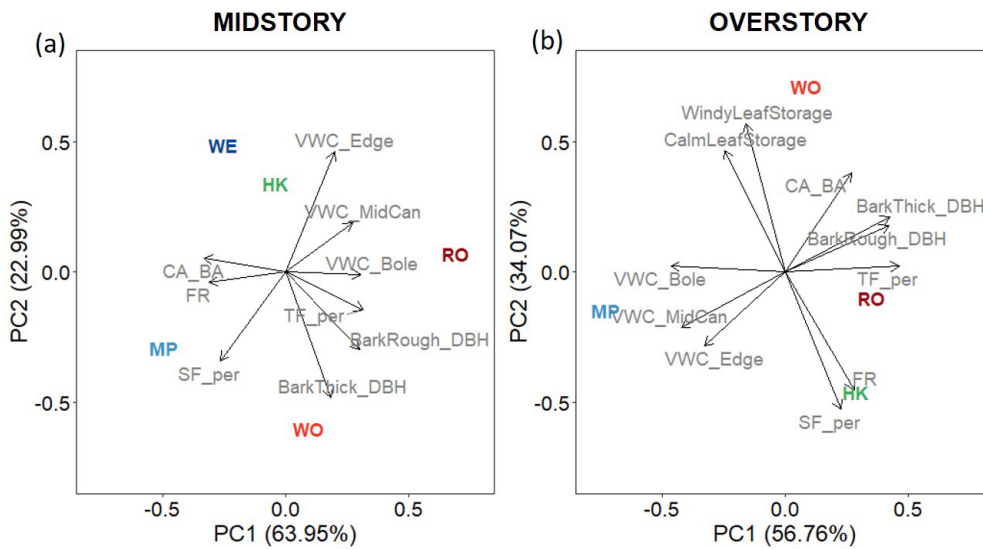 MIDSTORY
(a)
PC2 (22.99%)
0.5
0.0
-0.5
WE
VWC_Edge
HK
VWC_MidCan
RO
VWC_Bole
CA_BA
FR
TF_per
BarkRough_DBH
MP
SF_per
BarkThick_DBH
WO
-0.5
0.0
0.5
PC1 (63.95%)
OVERSTORY
(b)
PC2 (34.07%)
0.5
0.0
-0.5
WO
WindyLeafStorage
CalmLeafStorage
CA_BA
BarkThick_DBH
BarkRough_DBH
VWC_Bole
TF_per
RO
MP
VWC_MidCan
VWC_Edge
FR
HK
SF_per
-0.5
0.0
0.5
PC1 (56.76%)